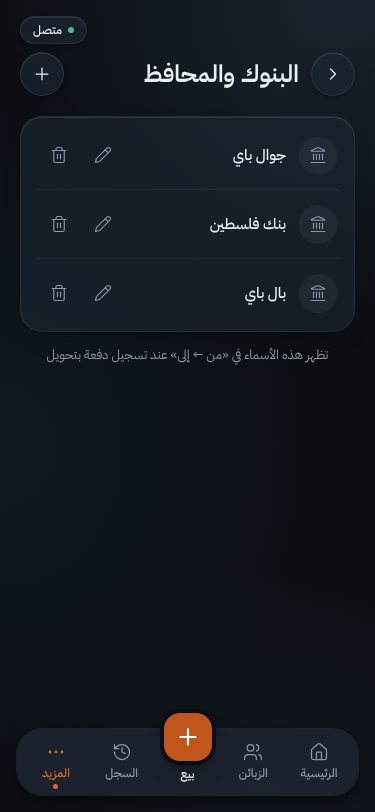 متصل
البنوك والمحافظ
جوال باي
بنك فلسطين
بال باي
تظهر هذه الأسماء في «من ← إلى» عند تسجيل دفعة بتحويل
الرئيسية
الزبائن
بيع
السجل
المزيد